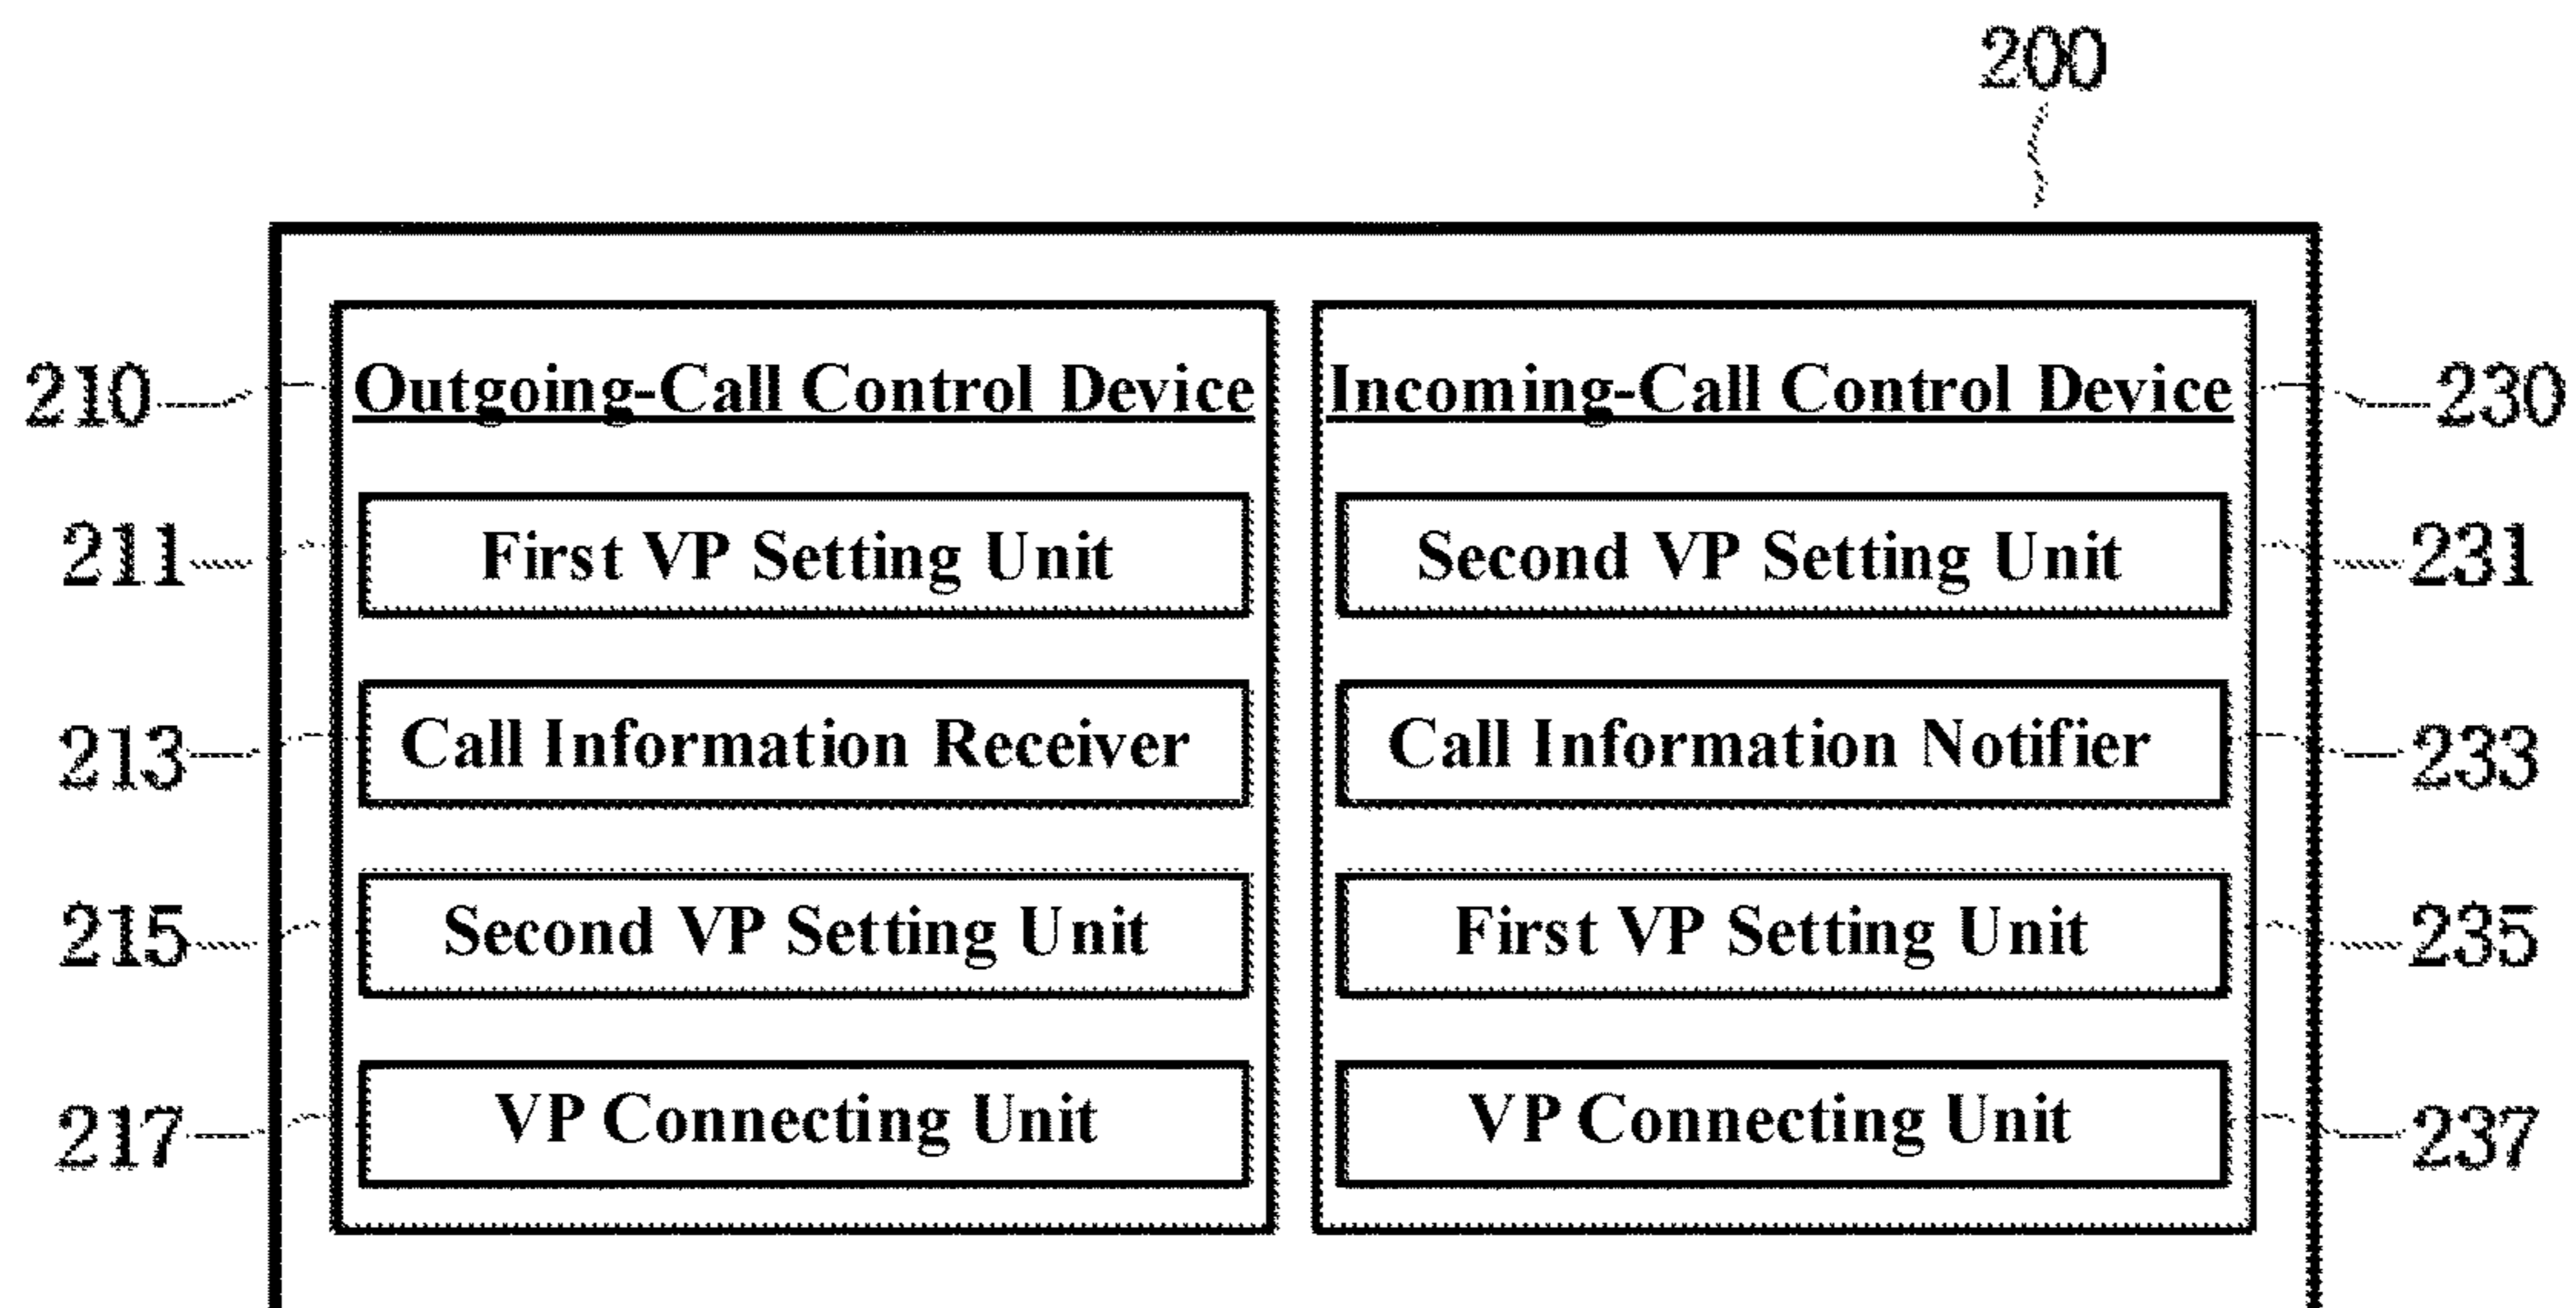 200
210 Outgoing-Call Control Device Incoming-Call Control Device 230
211 First VP Setting Unit Second VP Setting Unit 231
213 Call Information Receiver Call Information Notifier 233
215 Second VP Setting Unit First VP Setting Unit 235
217 VP Connecting Unit VP Connecting Unit 237